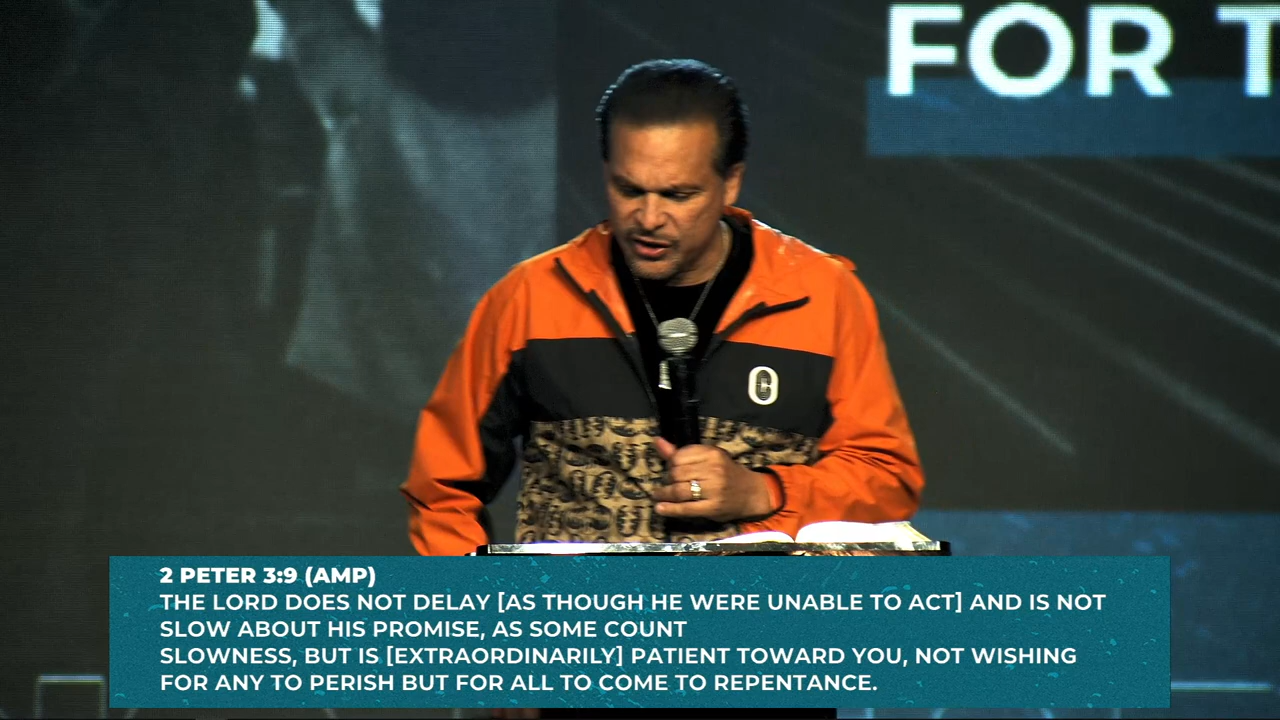 FOR T
2 PETER 3:9 (AMP)
THE LORD DOES NOT DELAY [AS THOUGH HE WERE UNABLE TO ACT] AND IS NOT
SLOW ABOUT HIS PROMISE, AS SOME COUNT
SLOWNESS, BUT IS [EXTRAORDINARILY] PATIENT TOWARD YOU, NOT WISHING
FOR ANY TO PERISH BUT FOR ALL TO COME TO REPENTANCE.